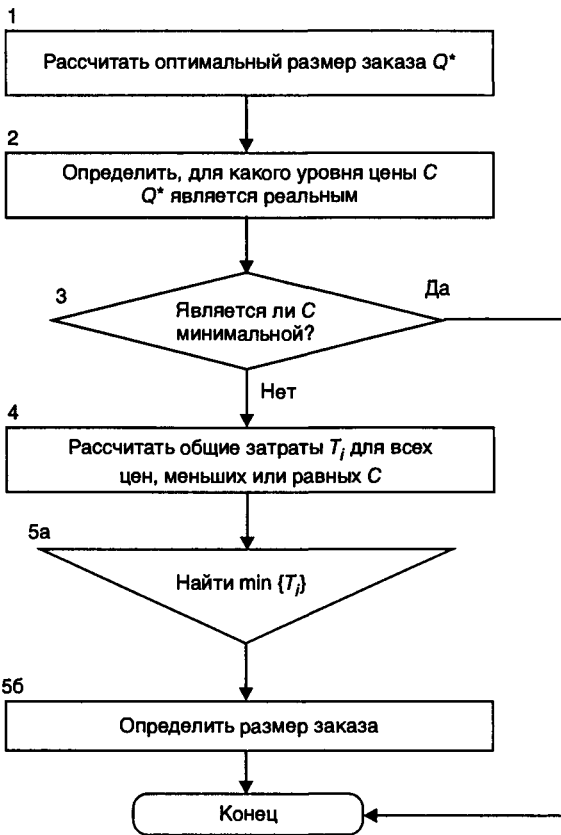 1
Рассчитать оптимальный размер заказа Q*
2
Определить, для какого уровня цены C
Q* является реальным
3
Является ли C
минимальной?
Да
Нет
4
Рассчитать общие затраты Ti для всех
цен, меньших или равных C
5а
Найти min {Ti}
5б
Определить размер заказа
Конец